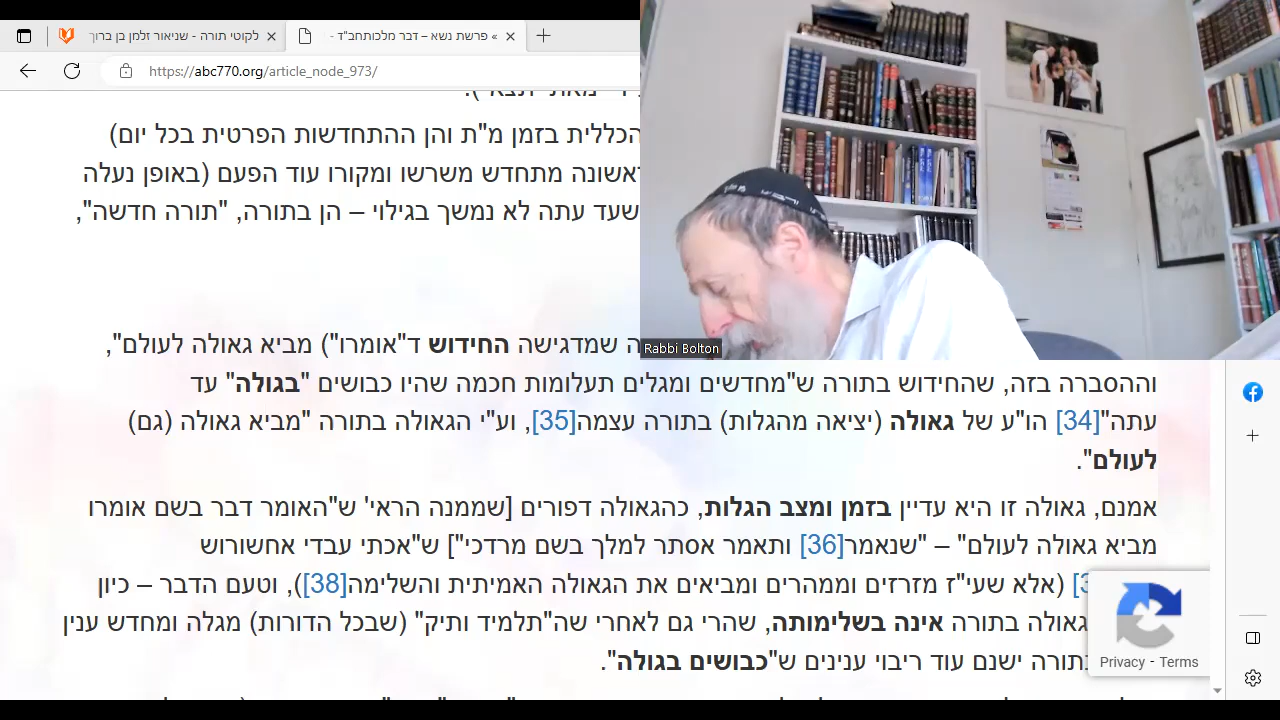 לקוטי תורה - שניאור זלמן בן ברוך
» פרשת נשא – דבר מלכותחב"ד -
https://abc770.org/article_node_973/
הכללית בזמן מ"ת והן ההתחדשות הפרטית בכל יום)
ראשונה מתחדש משרשו ומקורו עוד הפעם (באופן נעלה
שעד עתה לא נמשך בגילוי – הן בתורה, "תורה חדשה",
שמדגישה החידוש ד"אומרו") מביא גאולה לעולם",
Rabbi Bolton
וההסברה בזה, שהחידוש בתורה ש"מחדשים ומגלים תעלומות חכמה שהיו כבושים "בגולה" עד
עתה"[34] הו"ע של גאולה (יציאה מהגלות) בתורה עצמה[35], וע"י הגאולה בתורה "מביא גאולה (גם)
לעולם".
אמנם, גאולה זו היא עדיין בזמן ומצב הגלות, כהגאולה דפורים [שממנה הראי' ש"האומר דבר בשם אומרו
מביא גאולה לעולם" – "שנאמר[36] ותאמר אסתר למלך בשם מרדכי"] ש"אכתי עבדי אחשורוש
(אלא שעי"ז מזרזים וממהרים ומביאים את הגאולה האמיתית והשלימה[38]), וטעם הדבר – כיון
גאולה בתורה אינה בשלימותה, שהרי גם לאחרי שה"תלמיד ותיק" (שבכל הדורות) מגלה ומחדש ענין
בתורה ישנם עוד ריבוי ענינים ש"כבושים בגולה".
Privacy - Terms